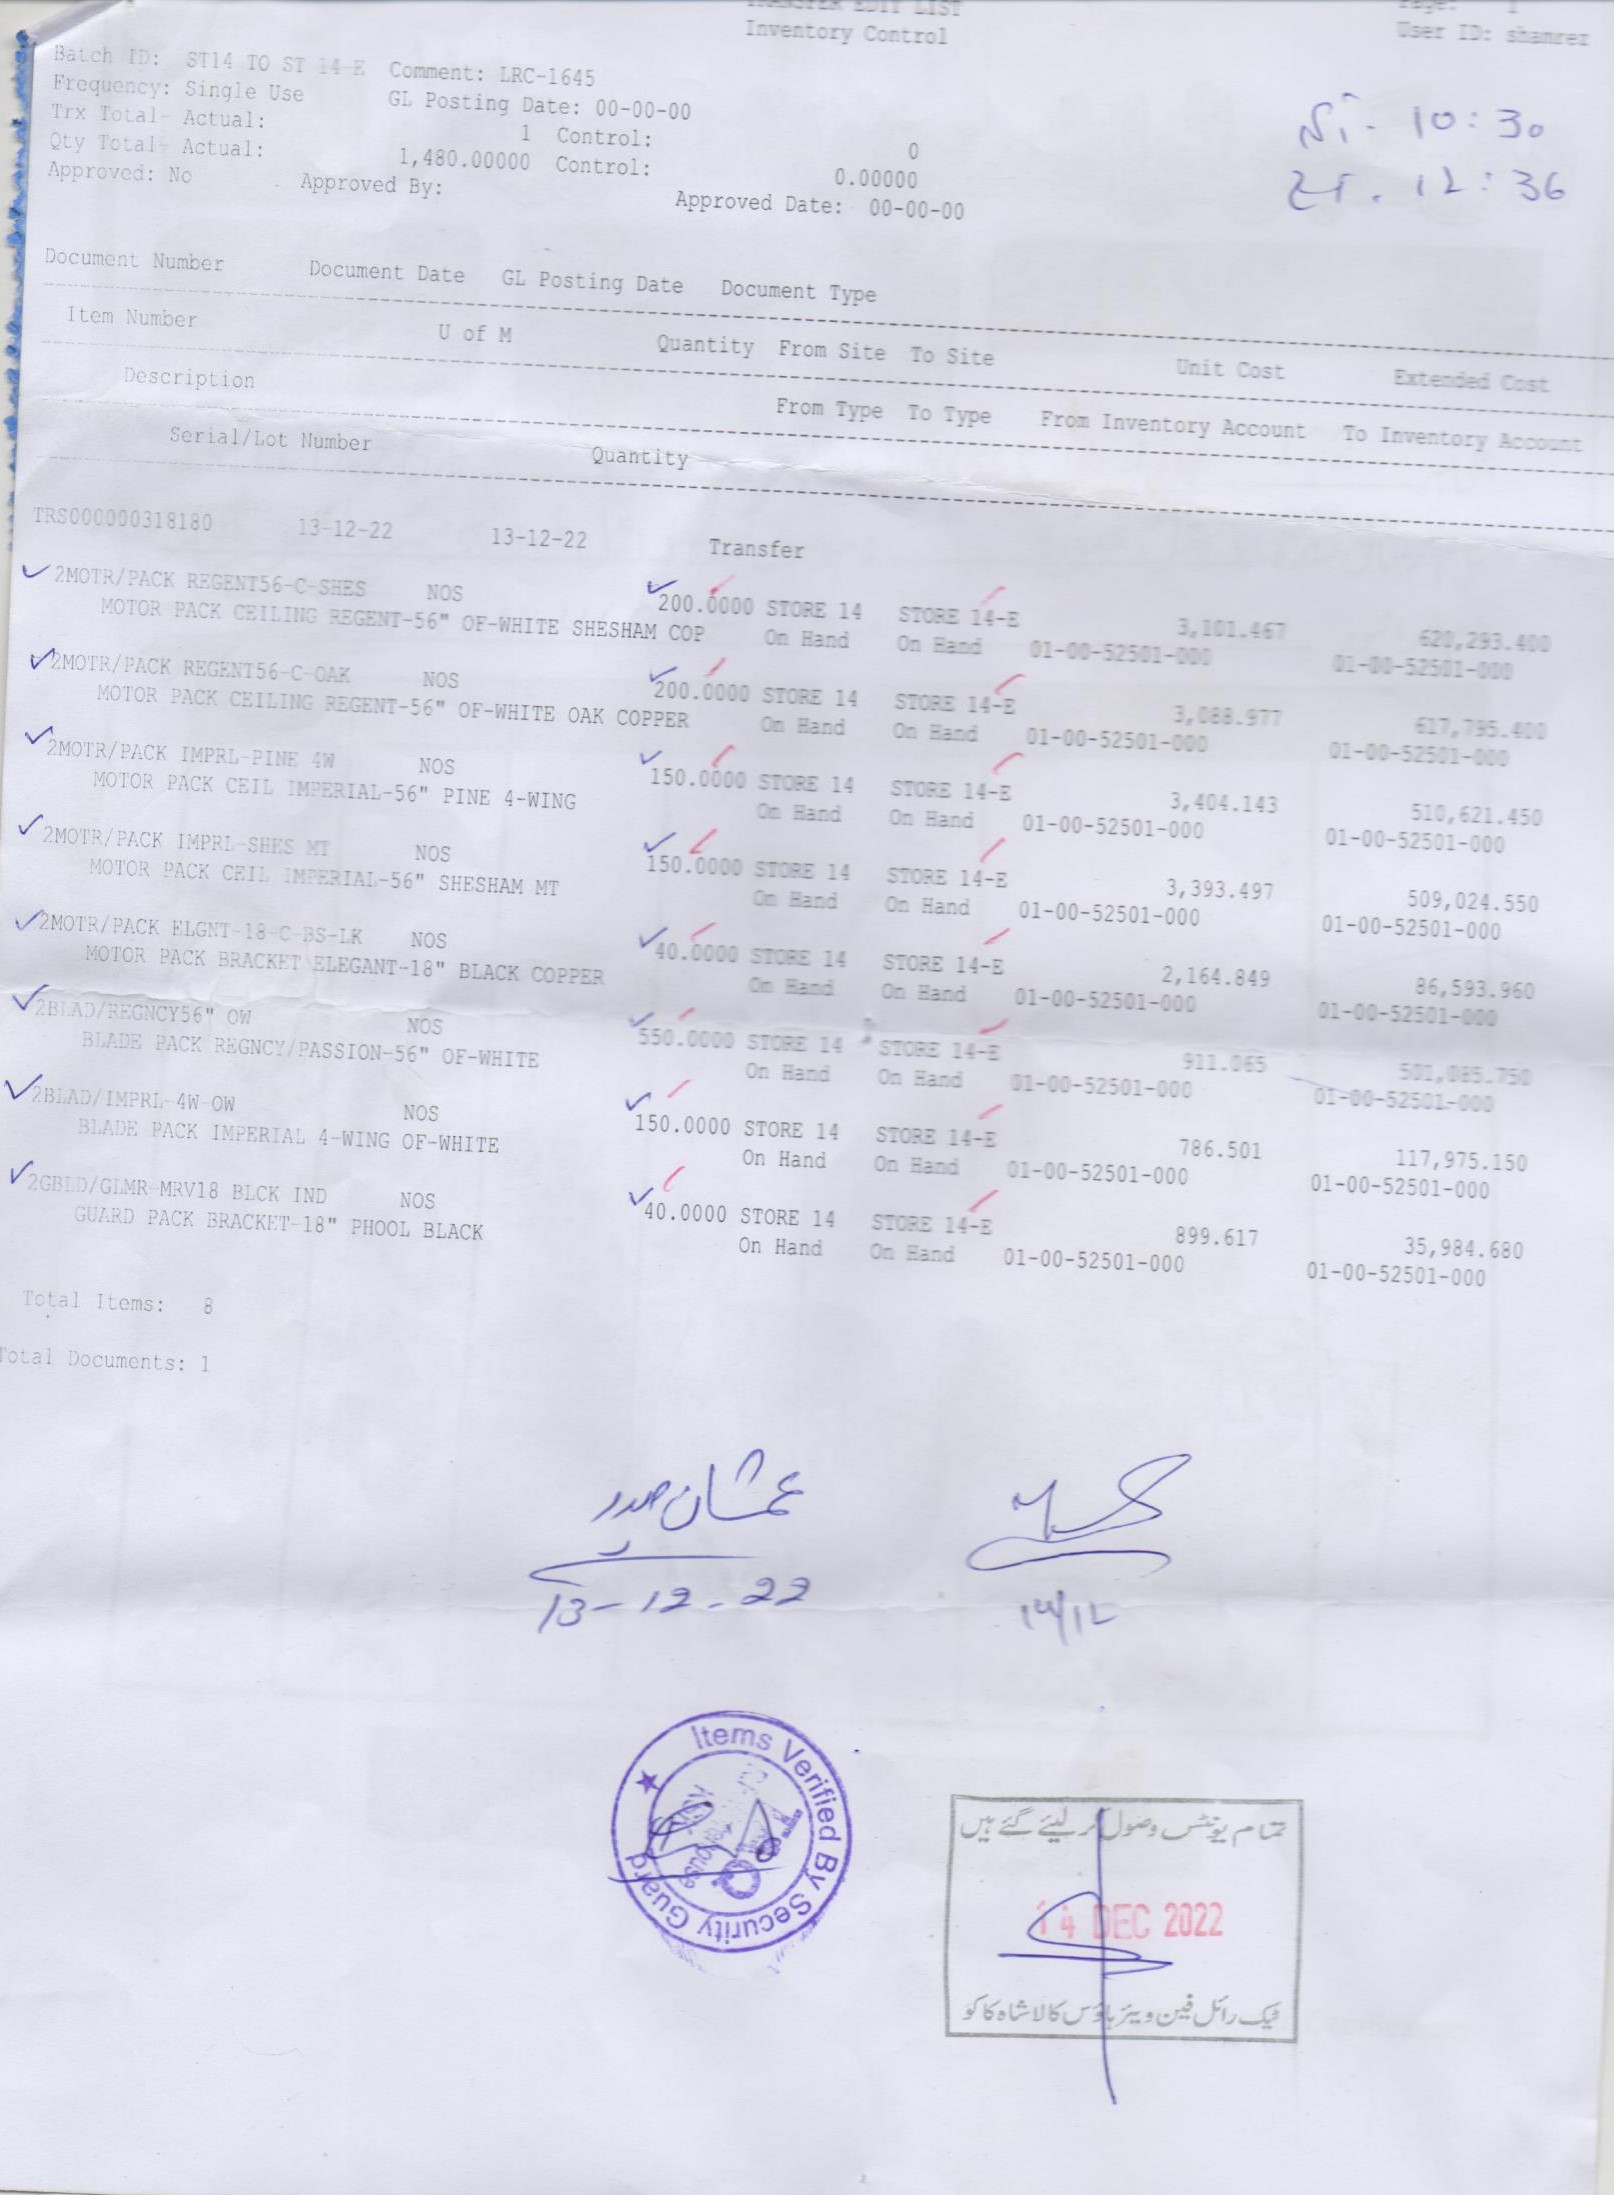 TRANSFER EDIT LIST
Inventory Control
Page: 1
User ID: shamrez
Batch ID: ST14 TO ST 14-E Comment: LRC-1645
Frequency: Single Use GL Posting Date: 00-00-00
Trx Total- Actual: 1 Control: 0
Qty Total- Actual: 1,480.00000 Control: 0.00000
Approved: No Approved By: Approved Date: 00-00-00
10:30
12:36
Document Number Document Date GL Posting Date Document Type
Item Number U of M Quantity From Site To Site Unit Cost Extended Cost
Description From Type To Type From Inventory Account To Inventory Account
Serial/Lot Number Quantity
TRS000000318180 13-12-22 13-12-22 Transfer
2MOTR/PACK REGENT56-C-SHES NOS 200.0000 STORE 14 STORE 14-E 3,101.467 620,293.400
MOTOR PACK CEILING REGENT-56" OF-WHITE SHESHAM COP On Hand On Hand 01-00-52501-000 01-00-52501-000
2MOTR/PACK REGENT56-C-OAK NOS 200.0000 STORE 14 STORE 14-E 3,088.977 617,795.400
MOTOR PACK CEILING REGENT-56" OF-WHITE OAK COPPER On Hand On Hand 01-00-52501-000 01-00-52501-000
2MOTR/PACK IMPRL-PINE 4W NOS 150.0000 STORE 14 STORE 14-E 3,404.143 510,621.450
MOTOR PACK CEIL IMPERIAL-56" PINE 4-WING On Hand On Hand 01-00-52501-000 01-00-52501-000
2MOTR/PACK IMPRL-SHES MT NOS 150.0000 STORE 14 STORE 14-E 3,393.497 509,024.550
MOTOR PACK CEIL IMPERIAL-56" SHESHAM MT On Hand On Hand 01-00-52501-000 01-00-52501-000
2MOTR/PACK ELGNT-18-C-BS-LK NOS 40.0000 STORE 14 STORE 14-E 2,164.849 86,593.960
MOTOR PACK BRACKET ELEGANT-18" BLACK COPPER On Hand On Hand 01-00-52501-000 01-00-52501-000
2BLAD/REGNCY56" OW NOS 550.0000 STORE 14 STORE 14-E 911.065 501,085.750
BLADE PACK REGNCY/PASSION-56" OF-WHITE On Hand On Hand 01-00-52501-000 01-00-52501-000
2BLAD/IMPRL-4W-OW NOS 150.0000 STORE 14 STORE 14-E 786.501 117,975.150
BLADE PACK IMPERIAL 4-WING OF-WHITE On Hand On Hand 01-00-52501-000 01-00-52501-000
2GBLD/GLMR-MRV18 BLCK IND NOS 40.0000 STORE 14 STORE 14-E 899.617 35,984.680
GUARD PACK BRACKET-18" PHOOL BLACK On Hand On Hand 01-00-52501-000 01-00-52501-000
Total Items: 8
Total Documents: 1
13-12-22
14/12
Items Verified By Security Guard
تمام یونٹس وصول کر لیئے گئے ہیں
14 DEC 2022
ٹیک رائل فین ویئر ہاؤس کالا شاہ کاکو